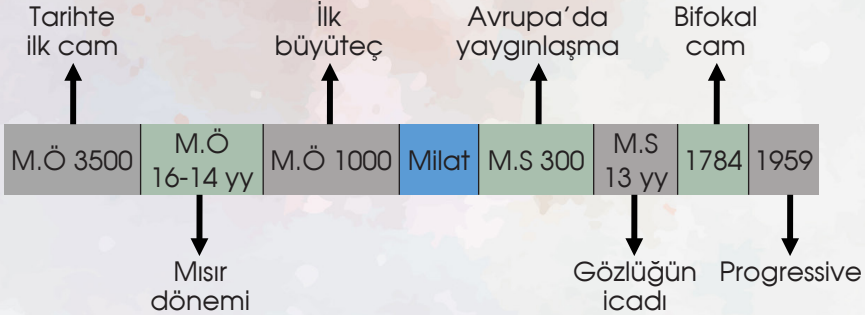 Tarihte
ilk cam
İlk
büyüteç
Avrupa’da
yaygınlaşma
Bifokal
cam
M.Ö 3500
M.Ö
16-14 yy
M.Ö 1000
Milat
M.S 300
M.S
13 yy
1784
1959
Mısır
dönemi
Gözlüğün
icadı
Progressive